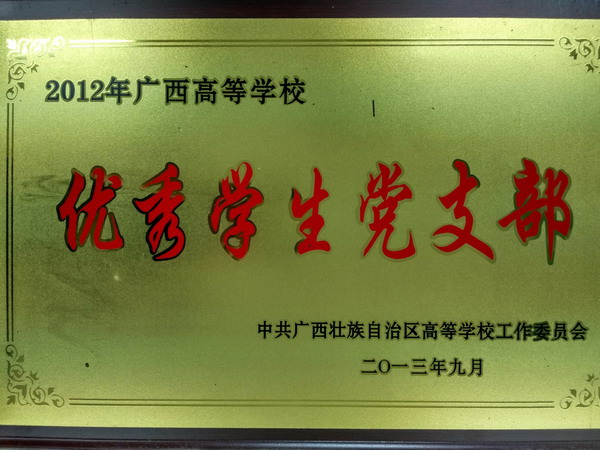 2012年广西高等学校
优秀学生党支部
中共广西壮族自治区高等学校工作委员会
二〇一三年九月